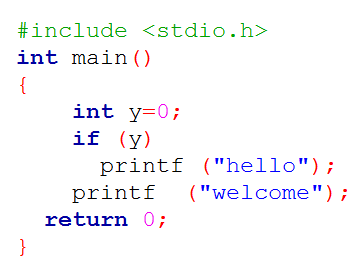 #include <stdio.h>
int main()
{
    int y=0;
    if (y)
      printf ("hello");
    printf  ("welcome");
  return 0;
}